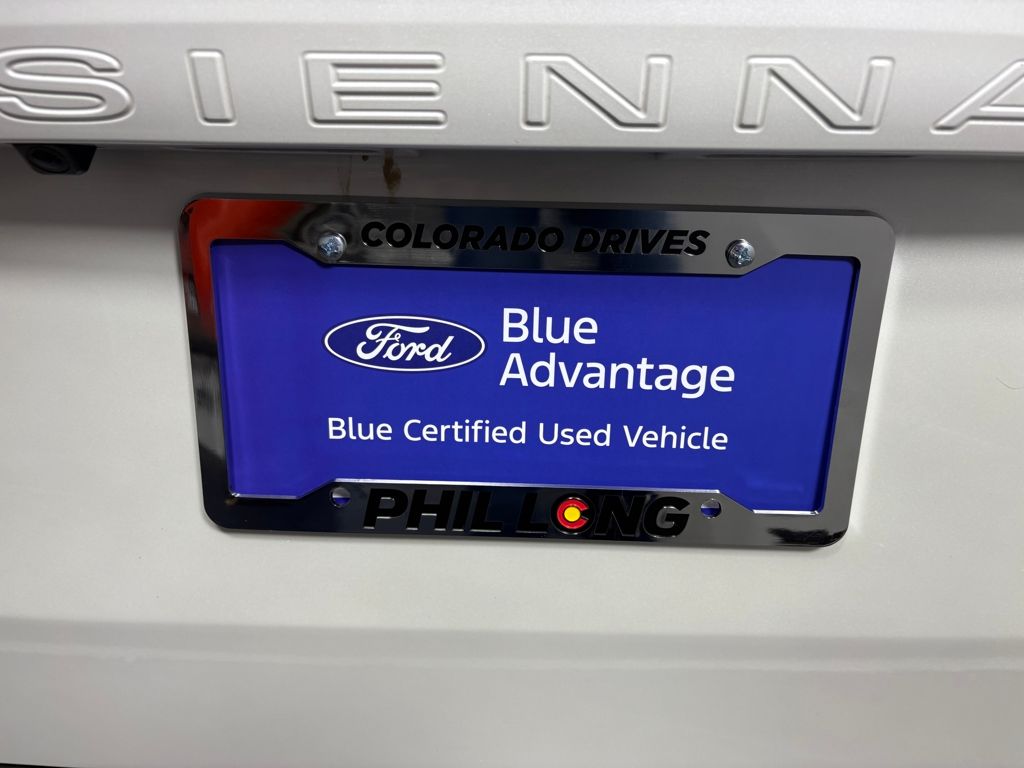 SIENNA
COLORADO DRIVES
Ford
Blue
Advantage
Blue Certified Used Vehicle
PHIL LONG